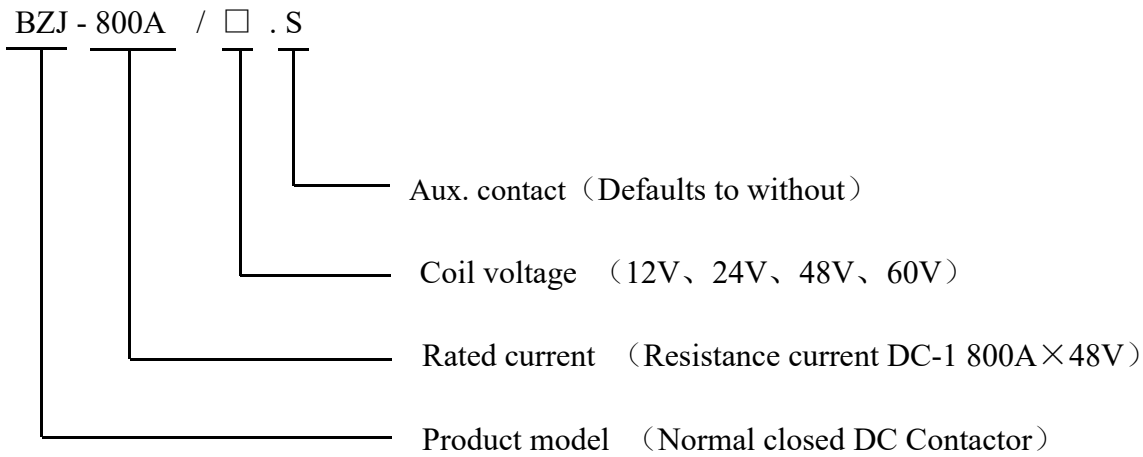 BZJ - 800A / □ . S
Aux. contact（Defaults to without）
Coil voltage （12V、24V、48V、60V）
Rated current （Resistance current DC-1 800A×48V）
Product model （Normal closed DC Contactor）